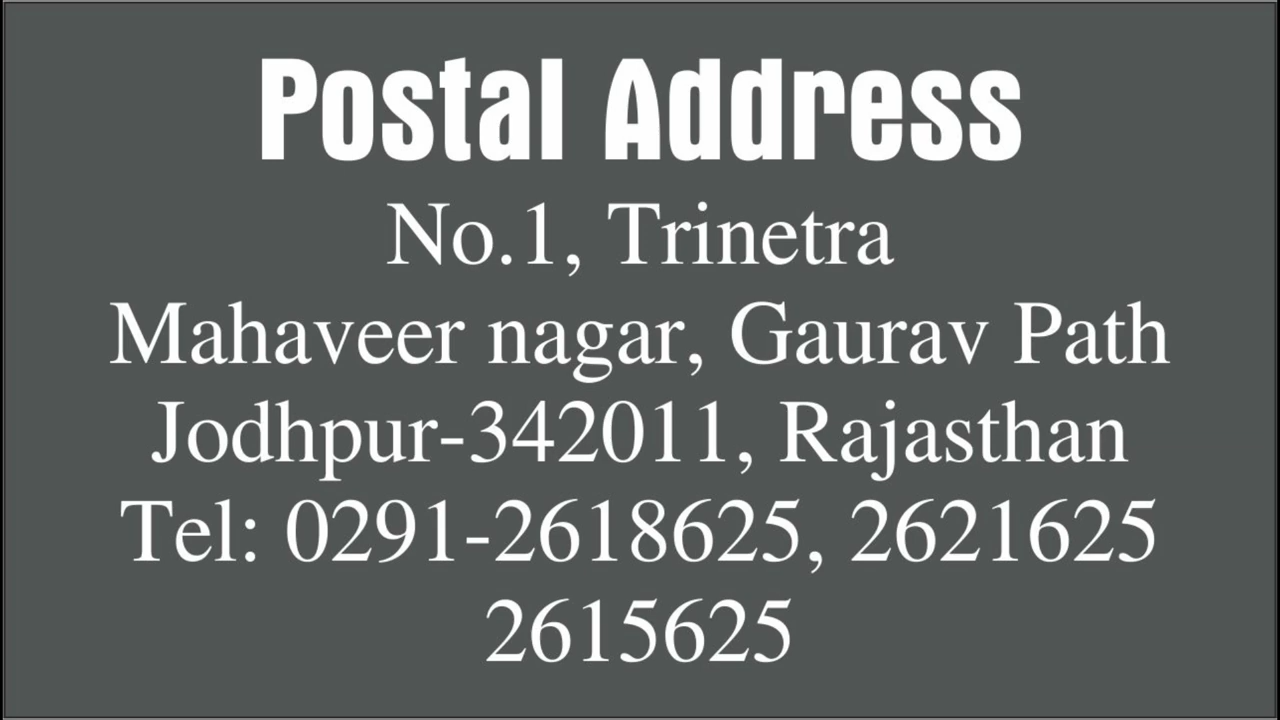 Postal Address
No.1, Trinetra
Mahaveer nagar, Gaurav Path
Jodhpur-342011, Rajasthan
Tel: 0291-2618625, 2621625
2615625